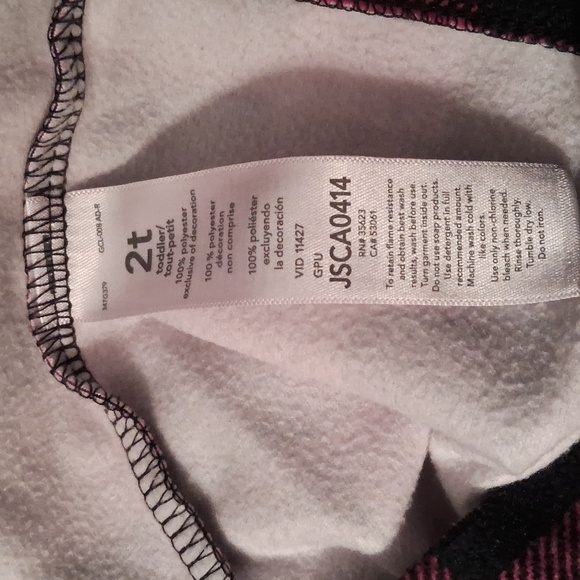 DCL-008 AD-R
2t
toddler/
tout-petit
100% polyester
exclusive of decoration
100 % polyester
décoration
non comprise
100% poliéster
excluyendo
la decoración
VID 11427
GPU
JSCA0414
RN# 35623
CA# 53061
To retain flame resistance
and obtain best wash
results, wash before use.
Turn garment inside out.
Do not use soap products.
Use detergent in full
recommended amount.
Machine wash cold with
like colors.
Use only non-chlorine
bleach when needed.
Rinse thoroughly.
Tumble dry low.
Do not iron.